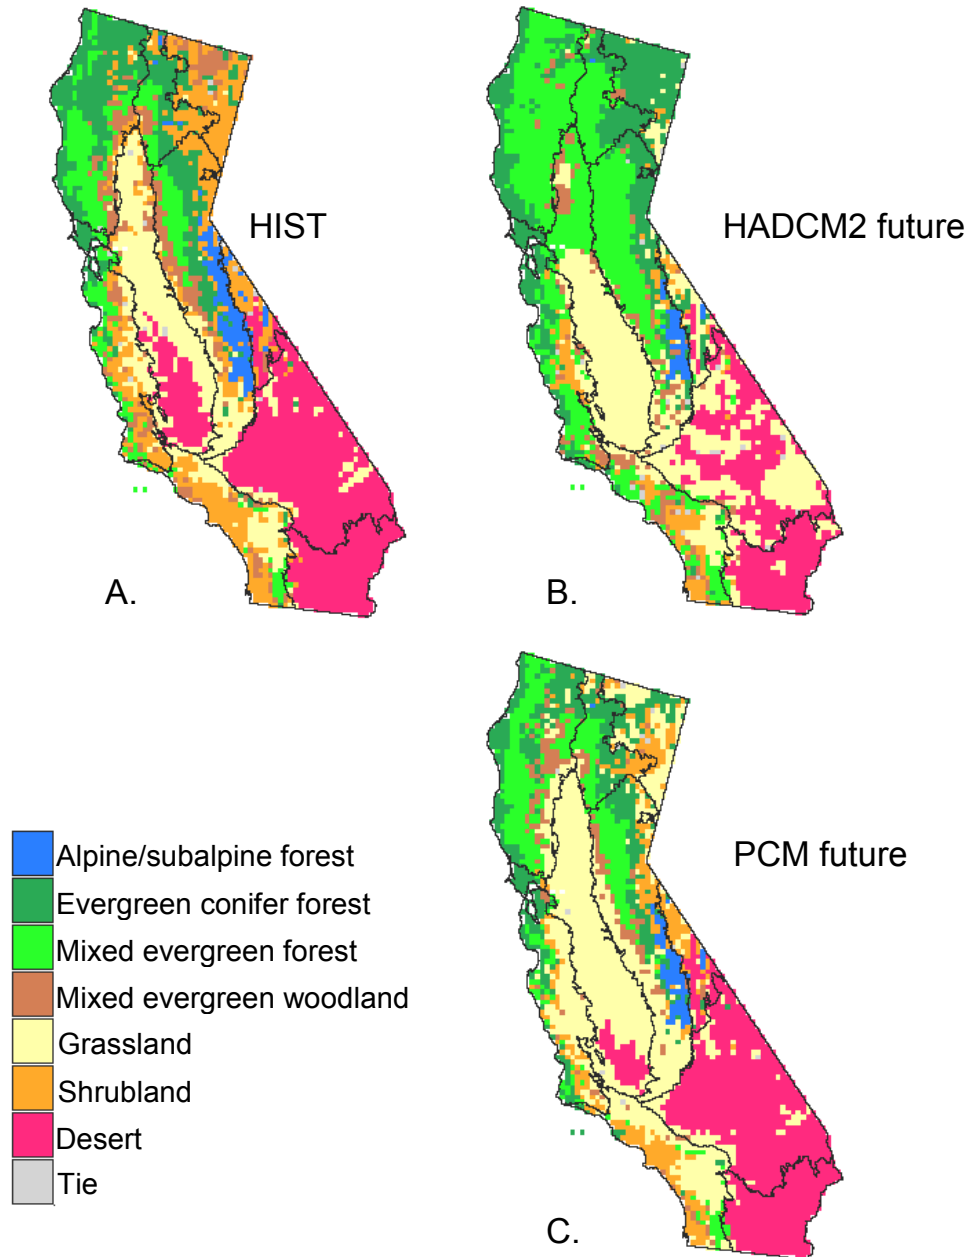 HIST
HADCM2 future
A.
B.
PCM future
Alpine/subalpine forest
Evergreen conifer forest
Mixed evergreen forest
Mixed evergreen woodland
Grassland
Shrubland
Desert
Tie
C.